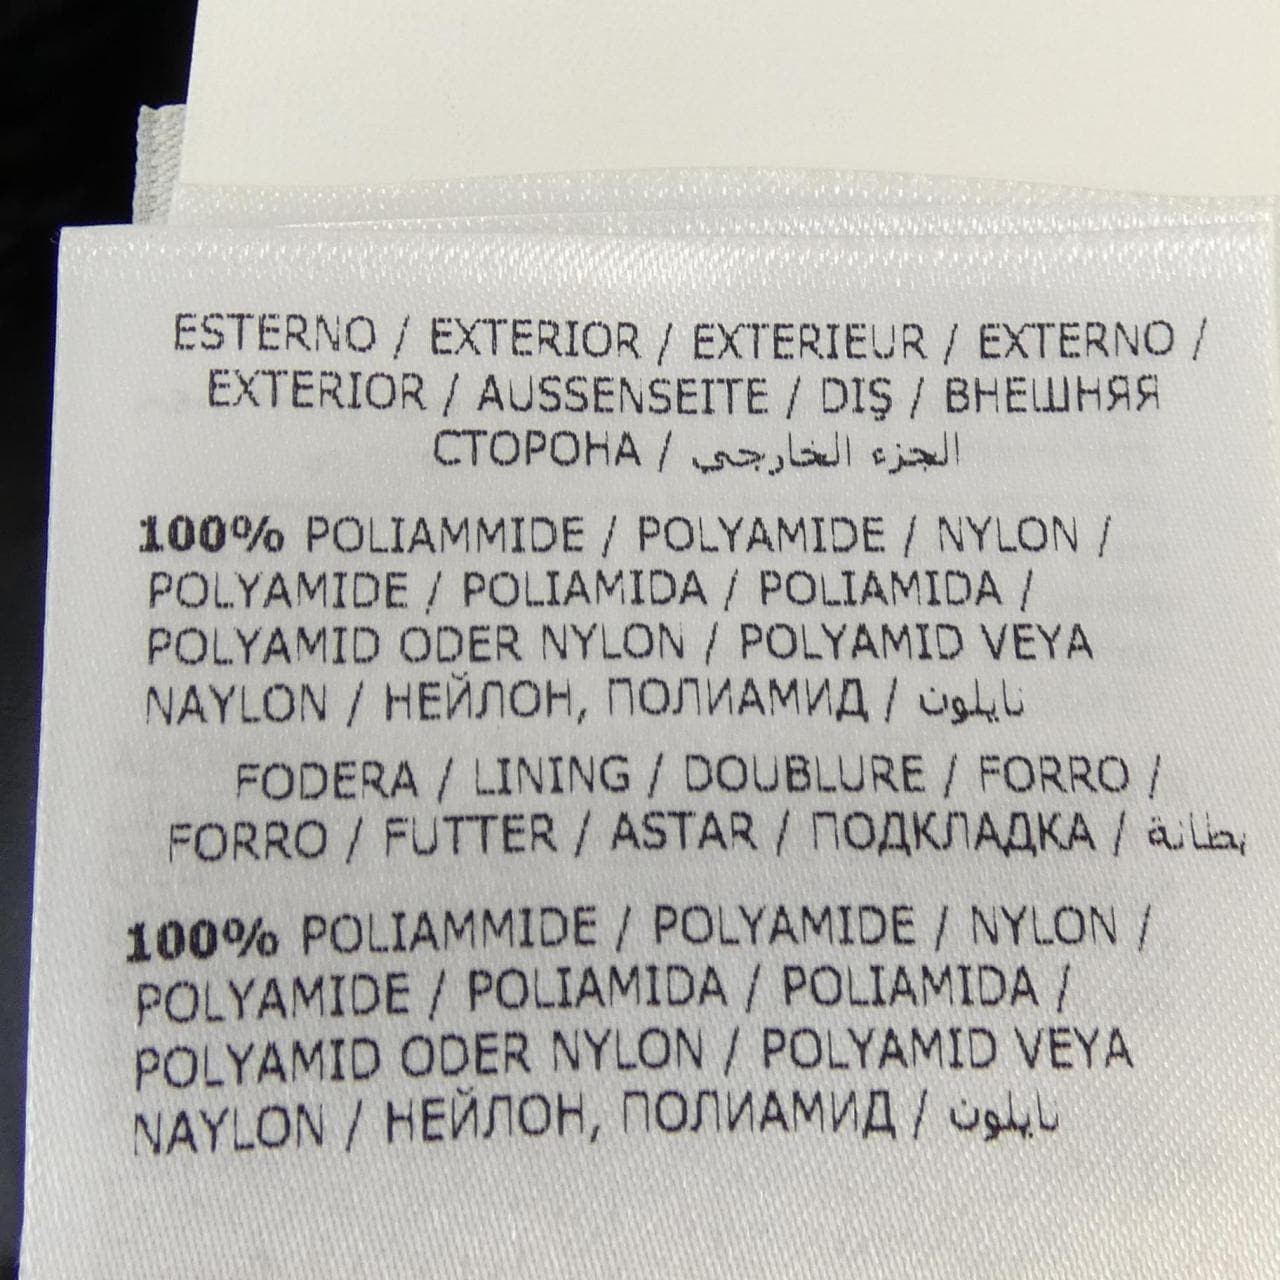 ESTERNO / EXTERIOR / EXTERIEUR / EXTERNO /
EXTERIOR / AUSSENSEITE / DIŞ / ВНЕШНЯЯ
СТОРОНА / الجزء الخارجي
100% POLIAMMIDE / POLYAMIDE / NYLON /
POLYAMIDE / POLIAMIDA / POLIAMIDA /
POLYAMID ODER NYLON / POLYAMID VEYA
NAYLON / НЕЙЛОН, ПОЛИАМИД / نايلون
FODERA / LINING / DOUBLURE / FORRO /
FORRO / FUTTER / ASTAR / ПОДКЛАДКА / بطانة
100% POLIAMMIDE / POLYAMIDE / NYLON /
POLYAMIDE / POLIAMIDA / POLIAMIDA /
POLYAMID ODER NYLON / POLYAMID VEYA
NAYLON / НЕЙЛОН, ПОЛИАМИД / نايلون